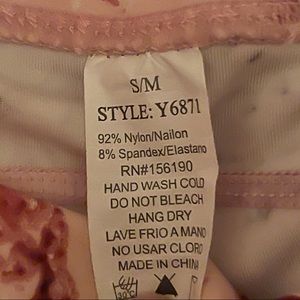 S/M
STYLE: Y6871
92% Nylon/Nailon
8% Spandex/Elastano
RN#156190
HAND WASH COLD
DO NOT BLEACH
HANG DRY
LAVE FRIO A MANO
NO USAR CLORO
MADE IN CHINA